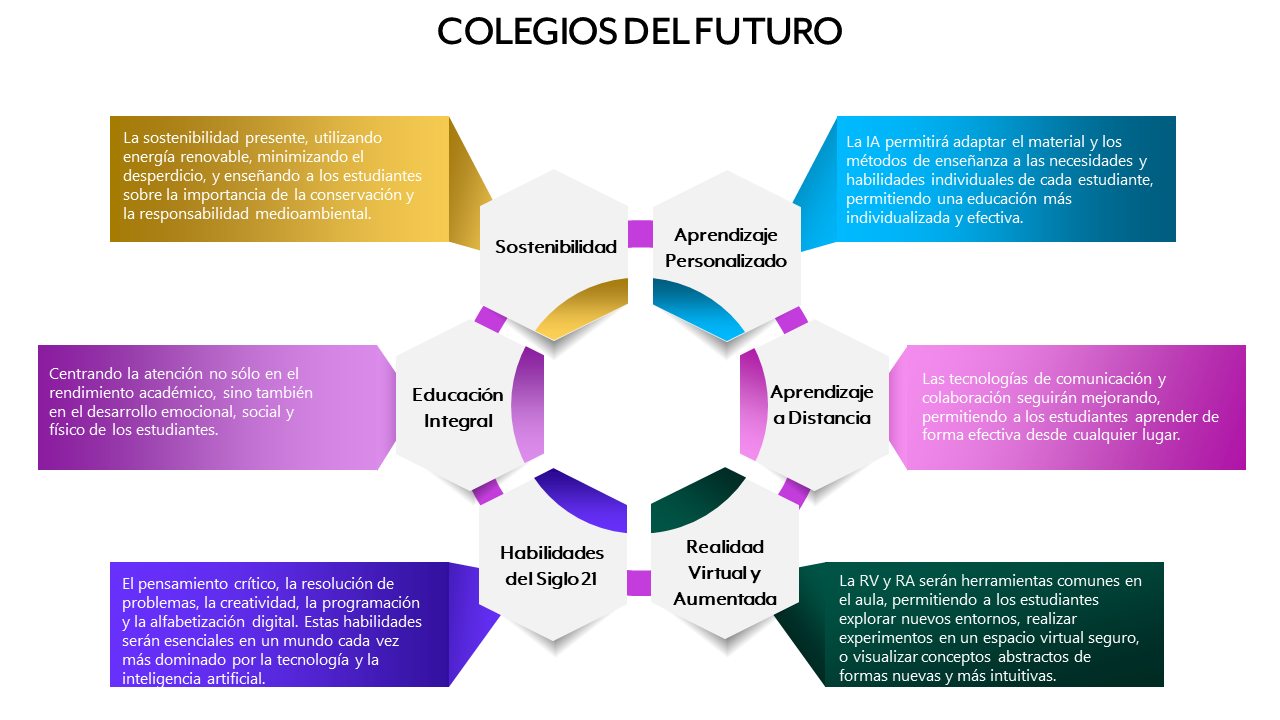 COLEGIOS DEL FUTURO
La sostenibilidad presente, utilizando
energía renovable, minimizando el
desperdicio, y enseñando a los estudiantes
sobre la importancia de la conservación y
la responsabilidad medioambiental.
Sostenibilidad
Aprendizaje
Personalizado
La IA permitirá adaptar el material y los
métodos de enseñanza a las necesidades y
habilidades individuales de cada estudiante,
permitiendo una educación más
individualizada y efectiva.
Centrando la atención no sólo en el
rendimiento académico, sino también
en el desarrollo emocional, social y
físico de los estudiantes.
Educación
Integral
Aprendizaje
a Distancia
Las tecnologías de comunicación y
colaboración seguirán mejorando,
permitiendo a los estudiantes aprender de
forma efectiva desde cualquier lugar.
El pensamiento crítico, la resolución de
problemas, la creatividad, la programación
y la alfabetización digital. Estas habilidades
serán esenciales en un mundo cada vez
más dominado por la tecnología y la
inteligencia artificial.
Habilidades
del Siglo 21
Realidad
Virtual y
Aumentada
La RV y RA serán herramientas comunes en
el aula, permitiendo a los estudiantes
explorar nuevos entornos, realizar
experimentos en un espacio virtual seguro,
o visualizar conceptos abstractos de
formas nuevas y más intuitivas.